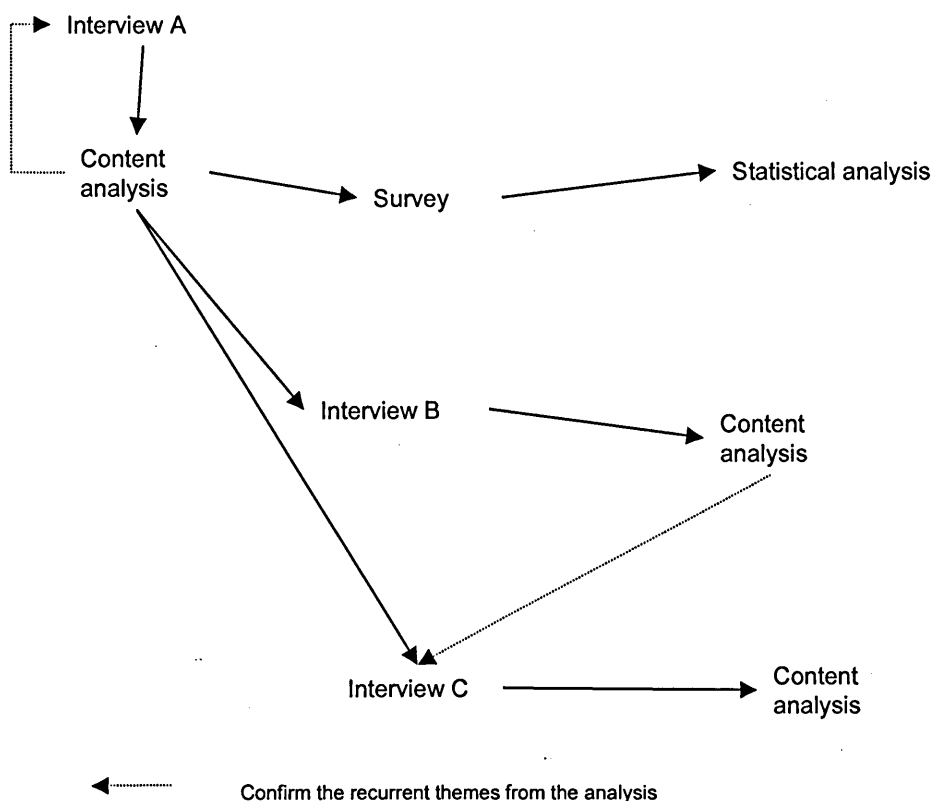 Interview A
Content
analysis
Survey
Statistical analysis
Interview B
Content
analysis
Interview C
Content
analysis
Confirm the recurrent themes from the analysis